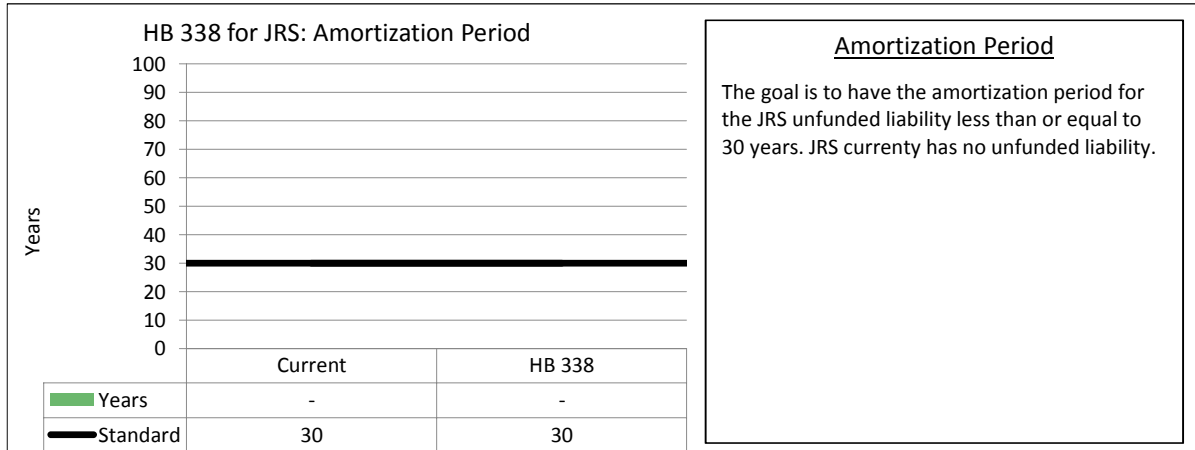 HB 338 for JRS: Amortization Period
100
90
80
70
60
50
40
30
20
10
0
Years
Current HB 338
Years - -
Standard 30 30
Amortization Period
The goal is to have the amortization period for
the JRS unfunded liability less than or equal to
30 years. JRS currenty has no unfunded liability.